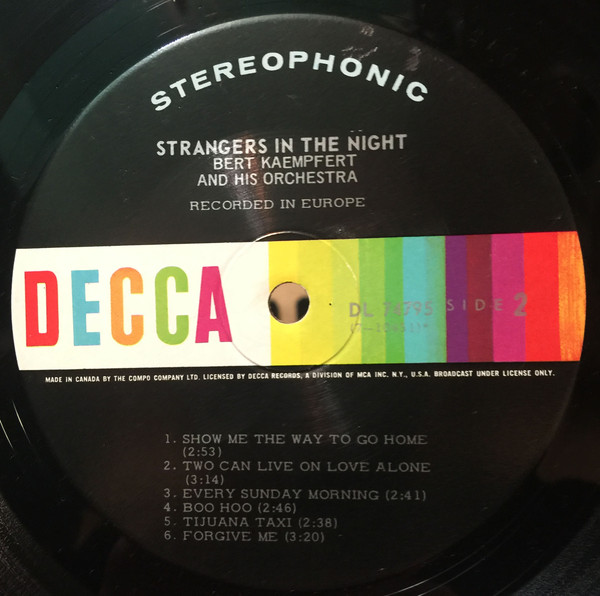 STEREOPHONIC
STRANGERS IN THE NIGHT
BERT KAEMPFERT
AND HIS ORCHESTRA
RECORDED IN EUROPE
DECCA
DL 74795 SIDE 2
MADE IN CANADA BY THE COMPO COMPANY LTD. LICENSED BY DECCA RECORDS, A DIVISION OF MCA INC. N.Y., U.S.A. BROADCAST UNDER LICENSE ONLY.
1. SHOW ME THE WAY TO GO HOME
(2:53)
2. TWO CAN LIVE ON LOVE ALONE
(3:14)
3. EVERY SUNDAY MORNING (2:41)
4. BOO HOO (2:46)
5. TIJUANA TAXI (2:38)
6. FORGIVE ME (3:20)